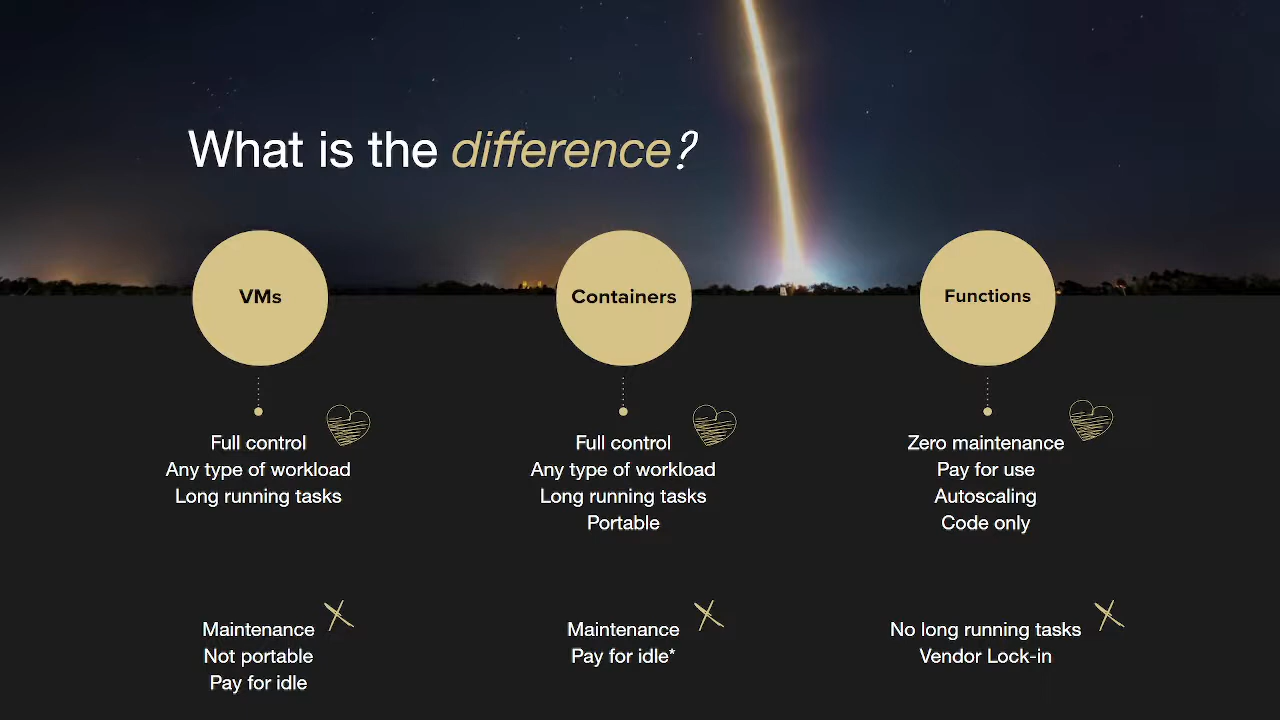 What is the difference?
VMs
Full control
Any type of workload
Long running tasks
Maintenance
Not portable
Pay for idle
Containers
Full control
Any type of workload
Long running tasks
Portable
Maintenance
Pay for idle*
Functions
Zero maintenance
Pay for use
Autoscaling
Code only
No long running tasks
Vendor Lock-in